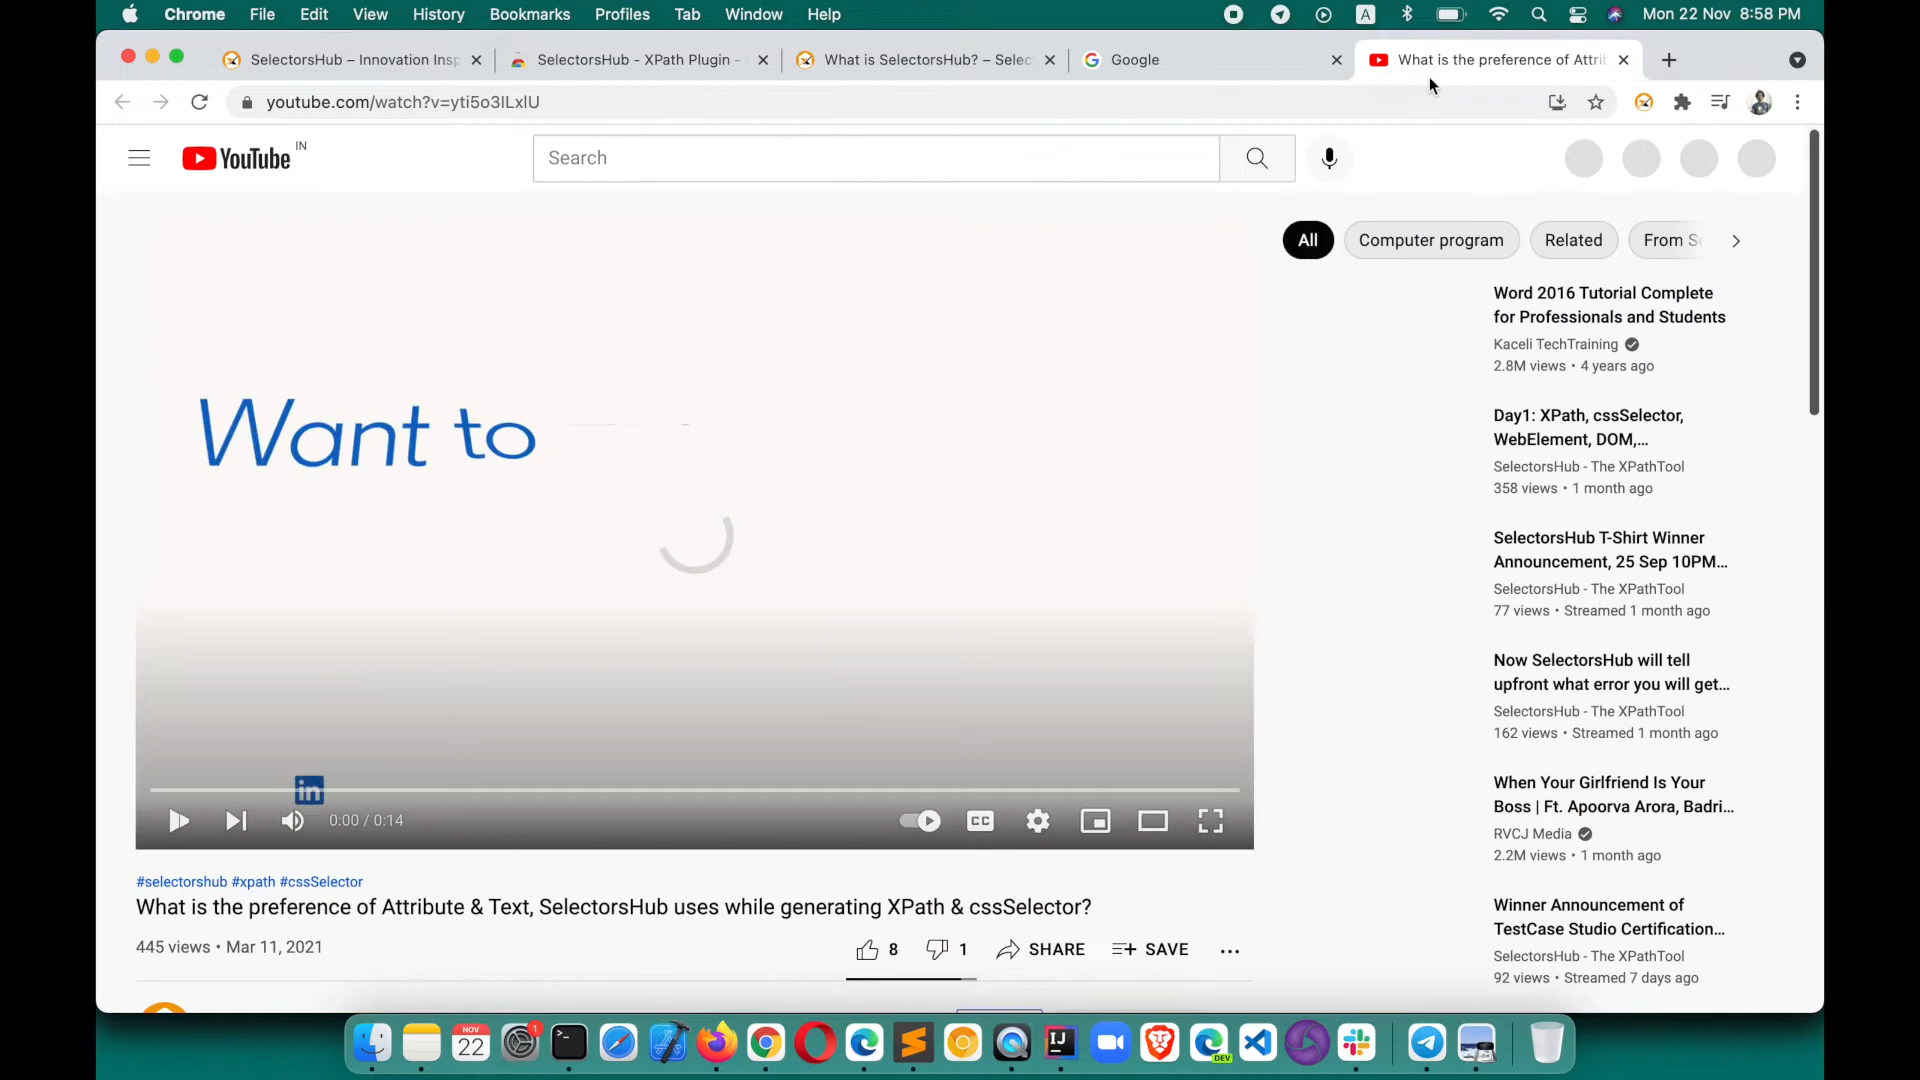 Chrome File Edit View History Bookmarks Profiles Tab Window Help A Mon 22 Nov 8:58 PM
SelectorsHub – Innovation Insp SelectorsHub - XPath Plugin - What is SelectorsHub? – Selec Google What is the preference of Attrib
youtube.com/watch?v=yti5o3ILxlU
YouTube IN
Search
All Computer program Related From Se
Word 2016 Tutorial Complete
for Professionals and Students
Kaceli TechTraining
2.8M views • 4 years ago
Want to
Day1: XPath, cssSelector,
WebElement, DOM,...
SelectorsHub - The XPathTool
358 views • 1 month ago
SelectorsHub T-Shirt Winner
Announcement, 25 Sep 10PM...
SelectorsHub - The XPathTool
77 views • Streamed 1 month ago
Now SelectorsHub will tell
upfront what error you will get...
SelectorsHub - The XPathTool
162 views • Streamed 1 month ago
When Your Girlfriend Is Your
Boss | Ft. Apoorva Arora, Badri...
RVCJ Media
2.2M views • 1 month ago
in
0:00 / 0:14 CC
#selectorshub #xpath #cssSelector
What is the preference of Attribute & Text, SelectorsHub uses while generating XPath & cssSelector?
445 views • Mar 11, 2021
8 1 SHARE SAVE
Winner Announcement of
TestCase Studio Certification...
SelectorsHub - The XPathTool
92 views • Streamed 7 days ago
NOV
22
1
IJ
DEV